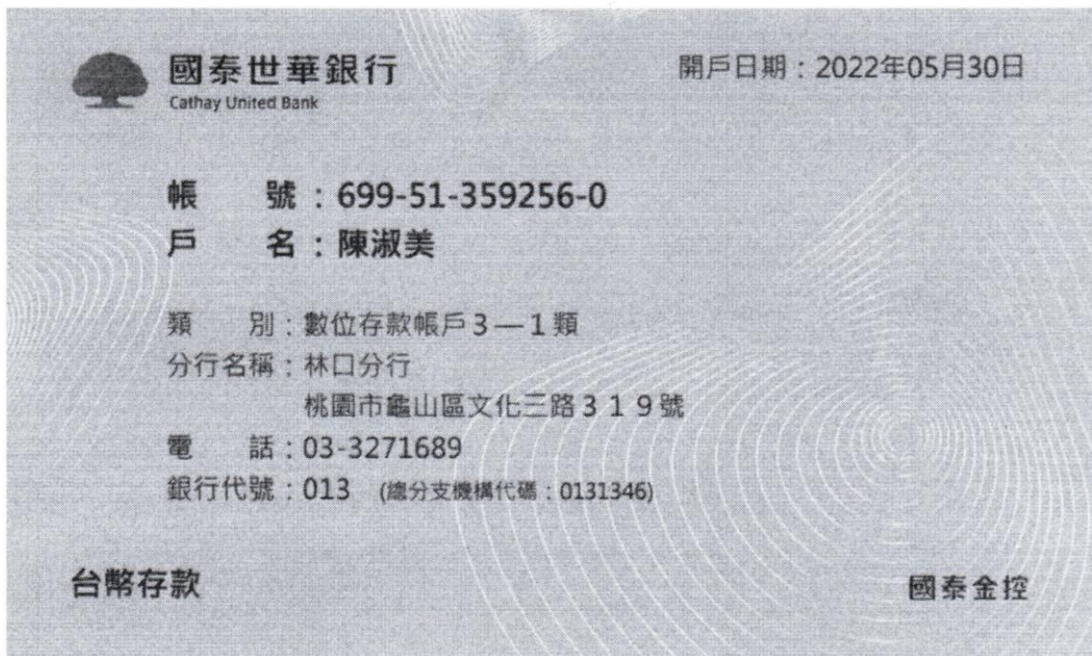 國泰世華銀行
Cathay United Bank
開戶日期：2022年05月30日
帳　　號：699-51-359256-0
戶　　名：陳淑美
類　　別：數位存款帳戶３—１類
分行名稱：林口分行
桃園市龜山區文化三路３１９號
電　　話：03-3271689
銀行代號：013 (總分支機構代碼：0131346)
台幣存款
國泰金控